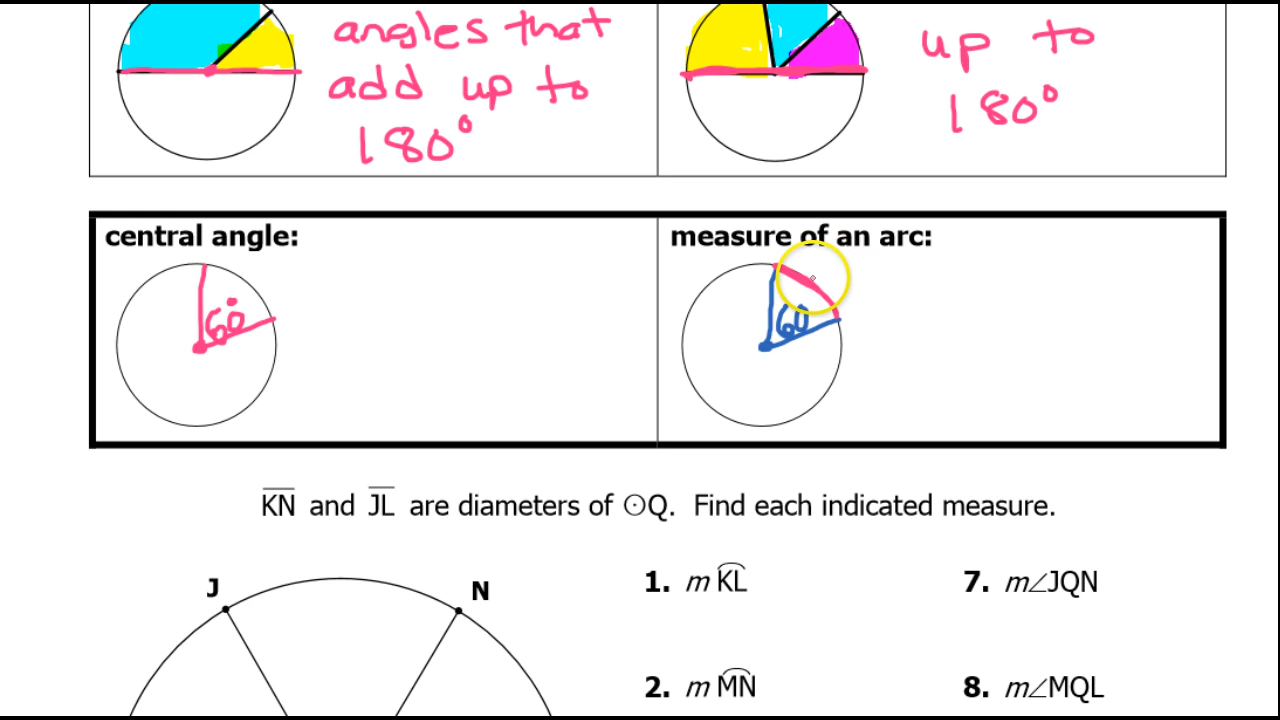 angles that
add up to
180°
up to
180°
central angle:
60°
measure of an arc:
60
KN and JL are diameters of ⊙Q. Find each indicated measure.
J
N
1. m KL
7. m∠JQN
2. m MN
8. m∠MQL